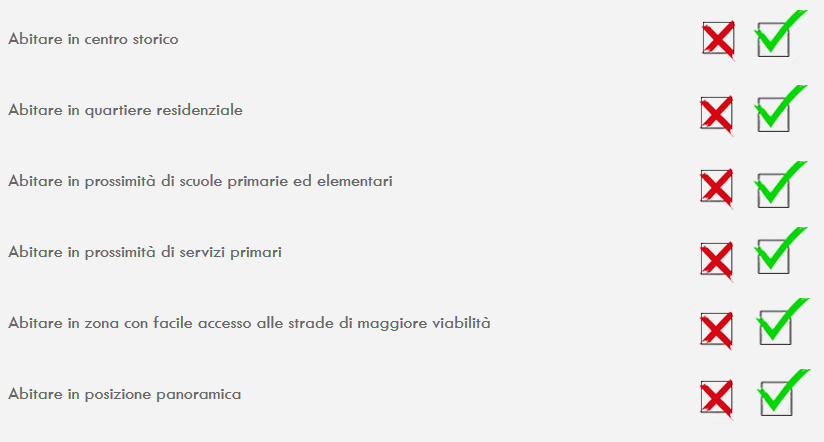 Abitare in centro storico
Abitare in quartiere residenziale
Abitare in prossimità di scuole primarie ed elementari
Abitare in prossimità di servizi primari
Abitare in zona con facile accesso alle strade di maggiore viabilità
Abitare in posizione panoramica